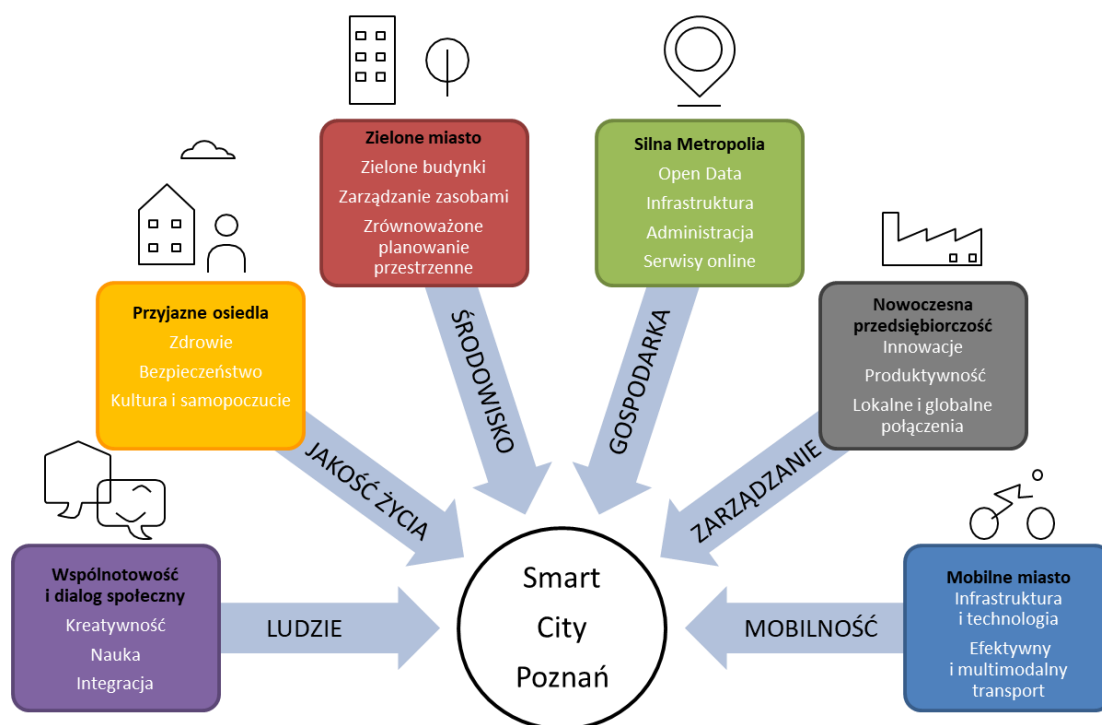 Zielone miasto
Zielone budynki
Zarządzanie zasobami
Zrównoważone
planowanie
przestrzenne
Silna Metropolia
Open Data
Infrastruktura
Administracja
Serwisy online
Przyjazne osiedla
Zdrowie
Bezpieczeństwo
Kultura i samopoczucie
Nowoczesna
przedsiębiorczość
Innowacje
Produktywność
Lokalne i globalne
połączenia
ŚRODOWISKO
GOSPODARKA
JAKOŚĆ ŻYCIA
ZARZĄDZANIE
Wspólnotowość
i dialog społeczny
Kreatywność
Nauka
Integracja
LUDZIE
Smart
City
Poznań
MOBILNOŚĆ
Mobilne miasto
Infrastruktura
i technologia
Efektywny
i multimodalny
transport